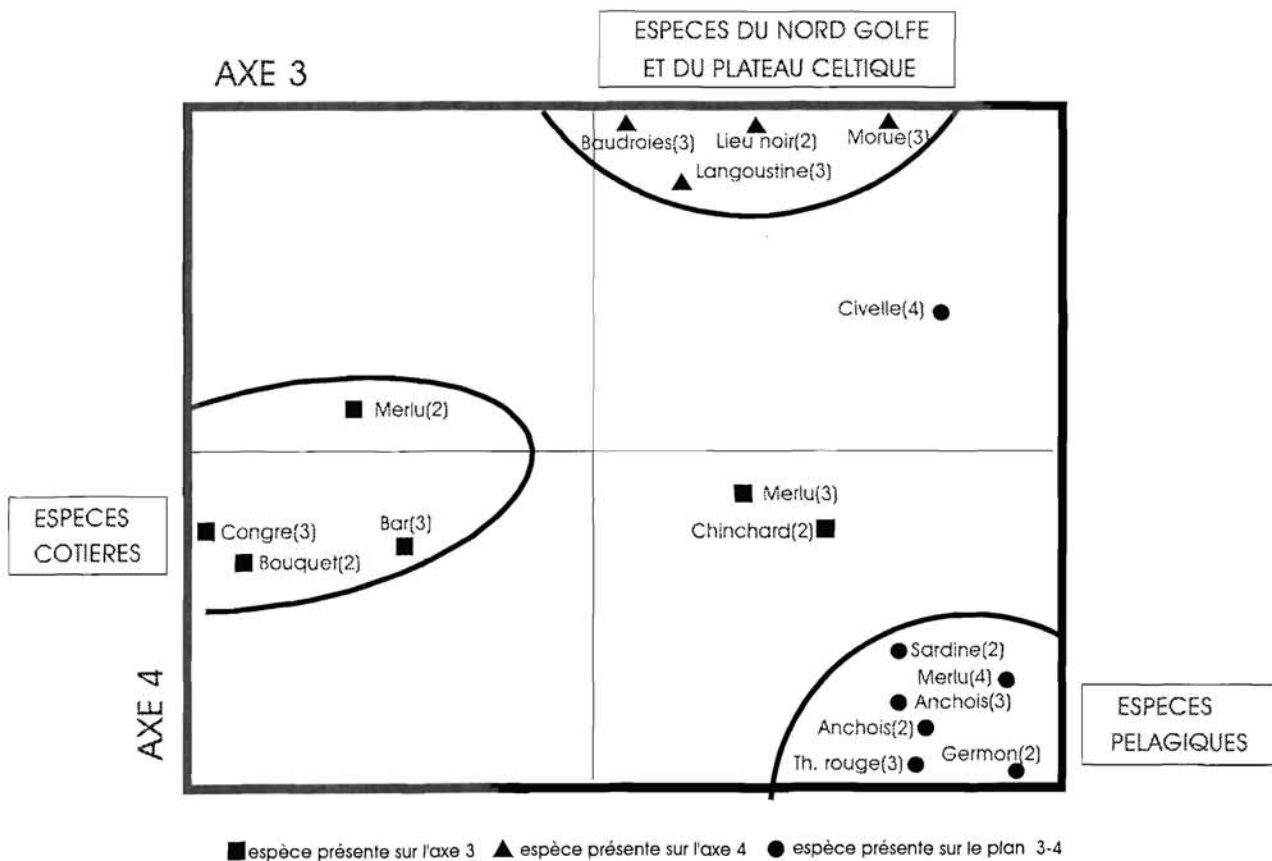 ESPECES DU NORD GOLFE
ET DU PLATEAU CELTIQUE
AXE 3
Baudroies(3)
Lieu noir(2)
Morue(3)
Langoustine(3)
Civelle(4)
Merlu(2)
Merlu(3)
ESPECES
COTIERES
Congre(3)
Bar(3)
Chinchard(2)
Bouquet(2)
Sardine(2)
Merlu(4)
Anchois(3)
AXE 4
Anchois(2)
ESPECES
PELAGIQUES
Th. rouge(3)
Germon(2)
espèce présente sur l'axe 3
espèce présente sur l'axe 4
espèce présente sur le plan 3-4